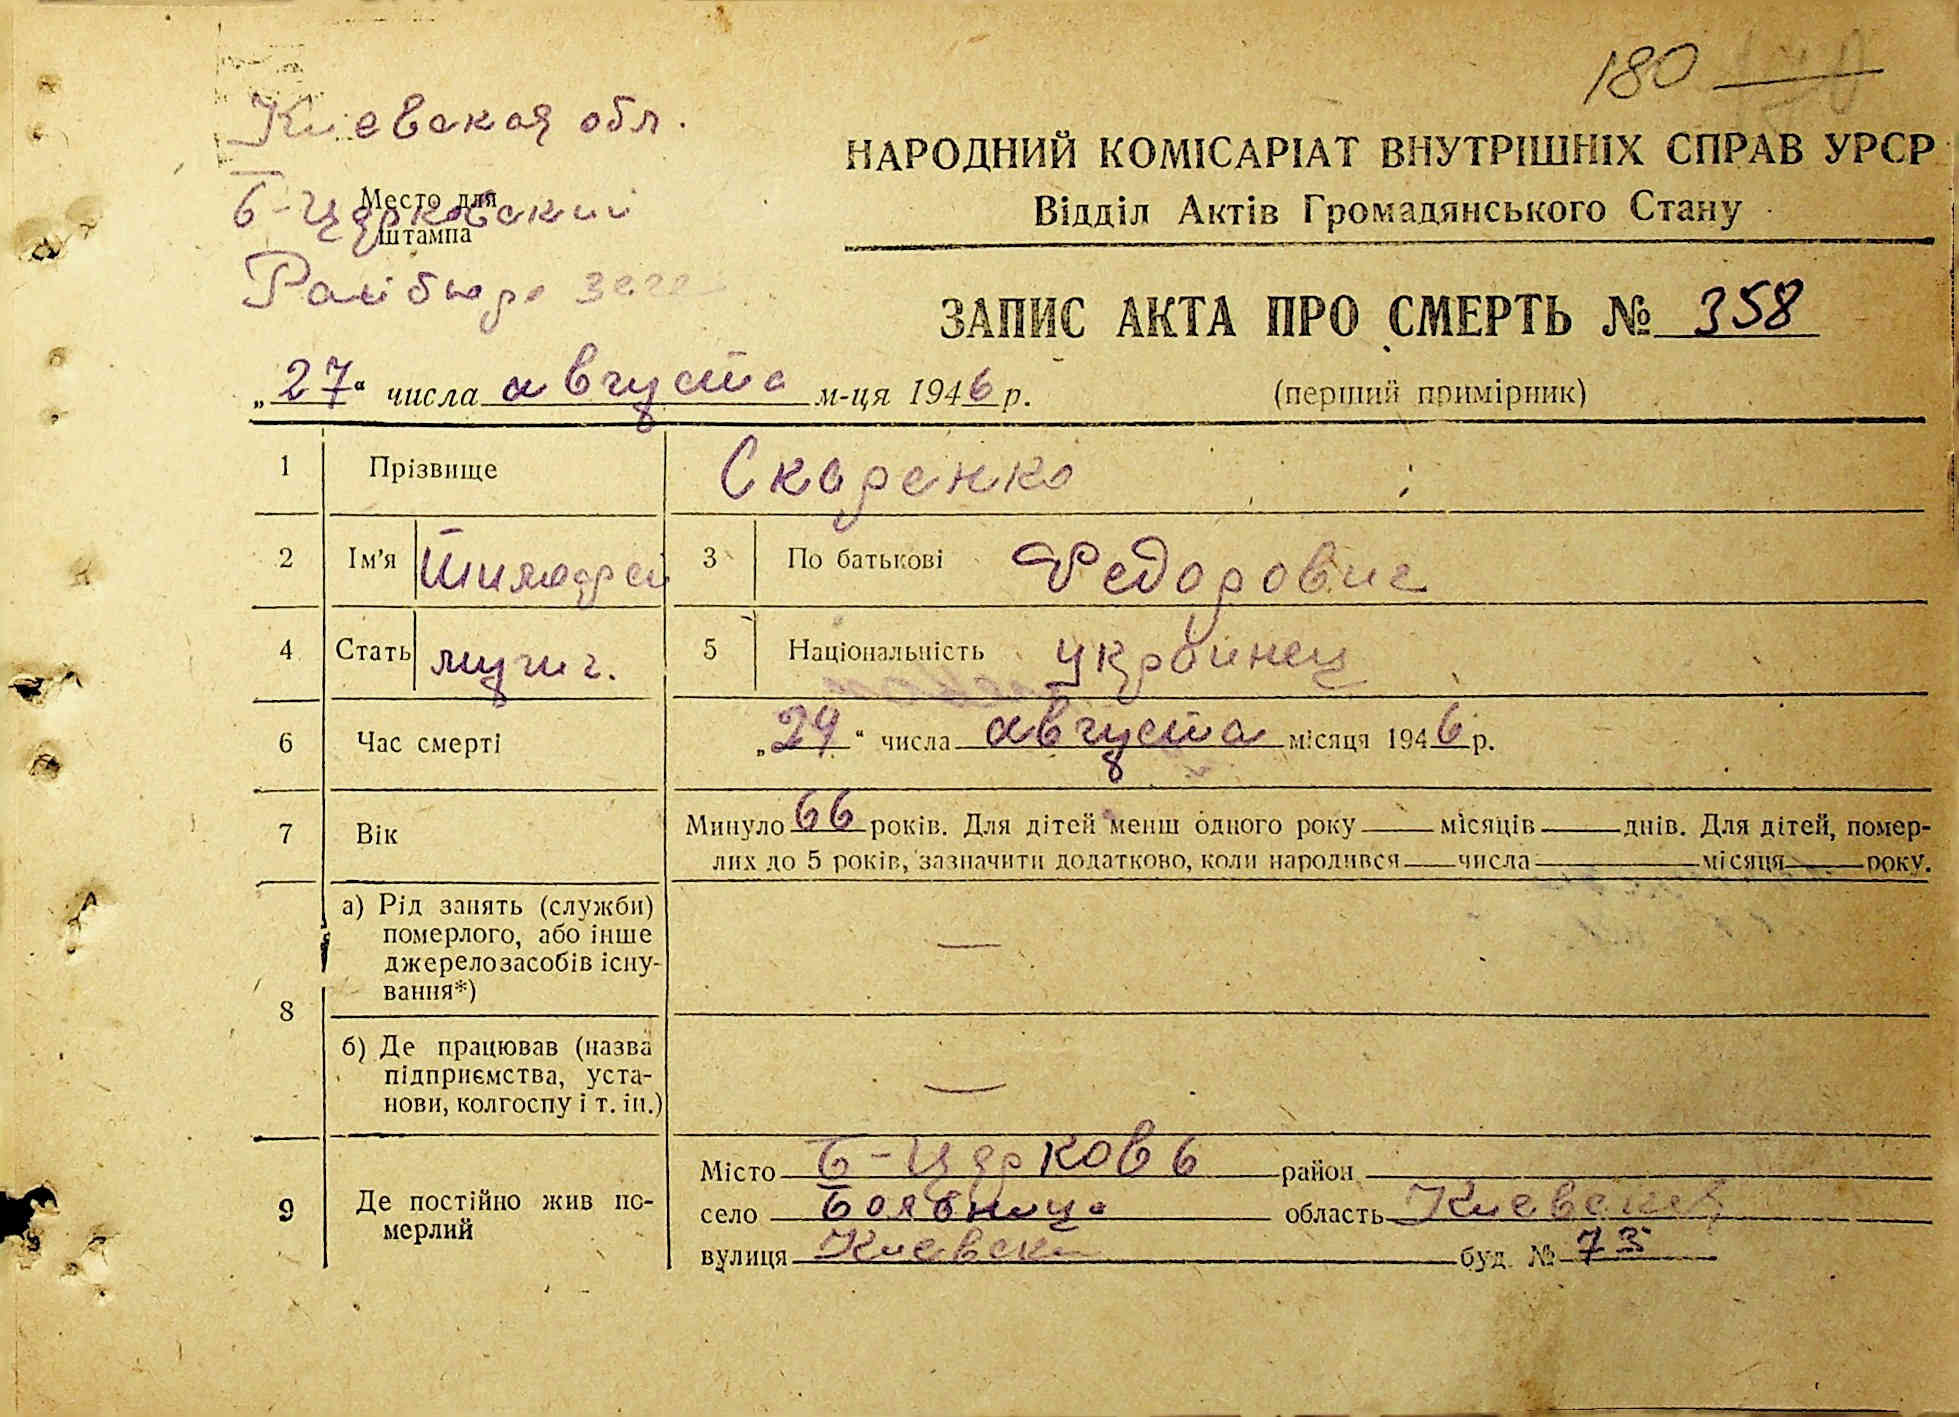 180
Киевская обл.
НАРОДНИЙ КОМІСАРІАТ ВНУТРІШНІХ СПРАВ УРСР
Відділ Актів Громадянського Стану
Место для
штампа
Б-Церковский
Райбюро загс
ЗАПИС АКТА ПРО СМЕРТЬ № 358
„27“ числа августа м-ця 1946 р.
(перший примірник)
1 Прізвище Скаренко
2 Ім'я Тимофей 3 По батькові Федорович
4 Стать 5 Національність украинец
6 Час смерті „24“ числа августа місяця 1946 р.
7 Вік Минуло 66 років. Для дітей менш одного року — місяців — днів. Для дітей, помер-
лих до 5 років, зазначити додатково, коли народився — числа — місяця — року.
8 а) Рід занять (служби)
померлого, або інше
джерело засобів існу-
вання*) —
б) Де працював (назва
підприємства, уста-
нови, колгоспу і т. ін.) —
9 Де постійно жив по-
мерлий
Місто Б-Церковь район
село область Киевская
вулиця Киевска буд. № 73